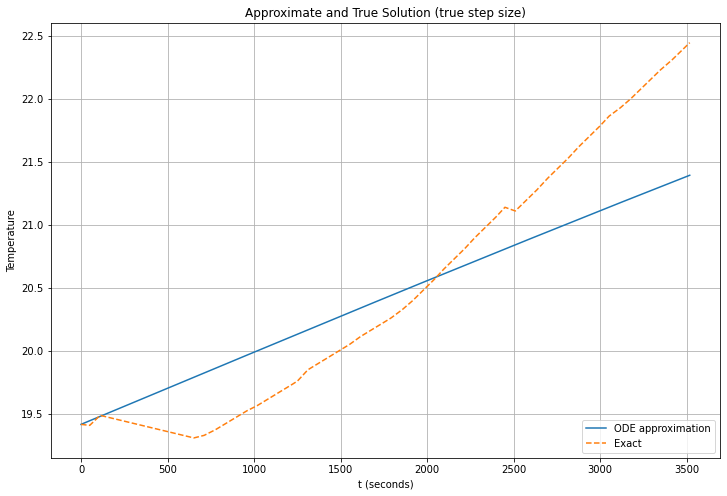 Approximate and True Solution (true step size)
22.5
22.0
21.5
21.0
20.5
20.0
19.5
Temperature
ODE approximation
Exact
0 500 1000 1500 2000 2500 3000 3500
t (seconds)